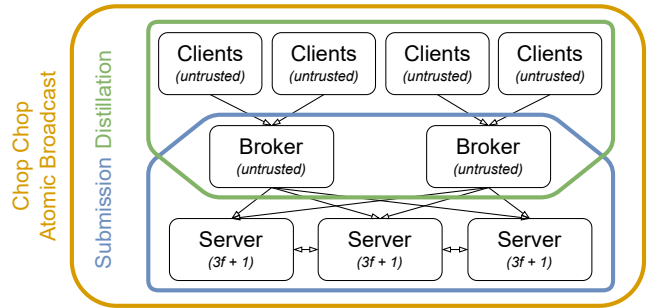 Chop Chop
Atomic Broadcast
Submission
Distillation
Clients
(untrusted)
Clients
(untrusted)
Clients
(untrusted)
Clients
(untrusted)
Broker
(untrusted)
Broker
(untrusted)
Server
(3f + 1)
Server
(3f + 1)
Server
(3f + 1)